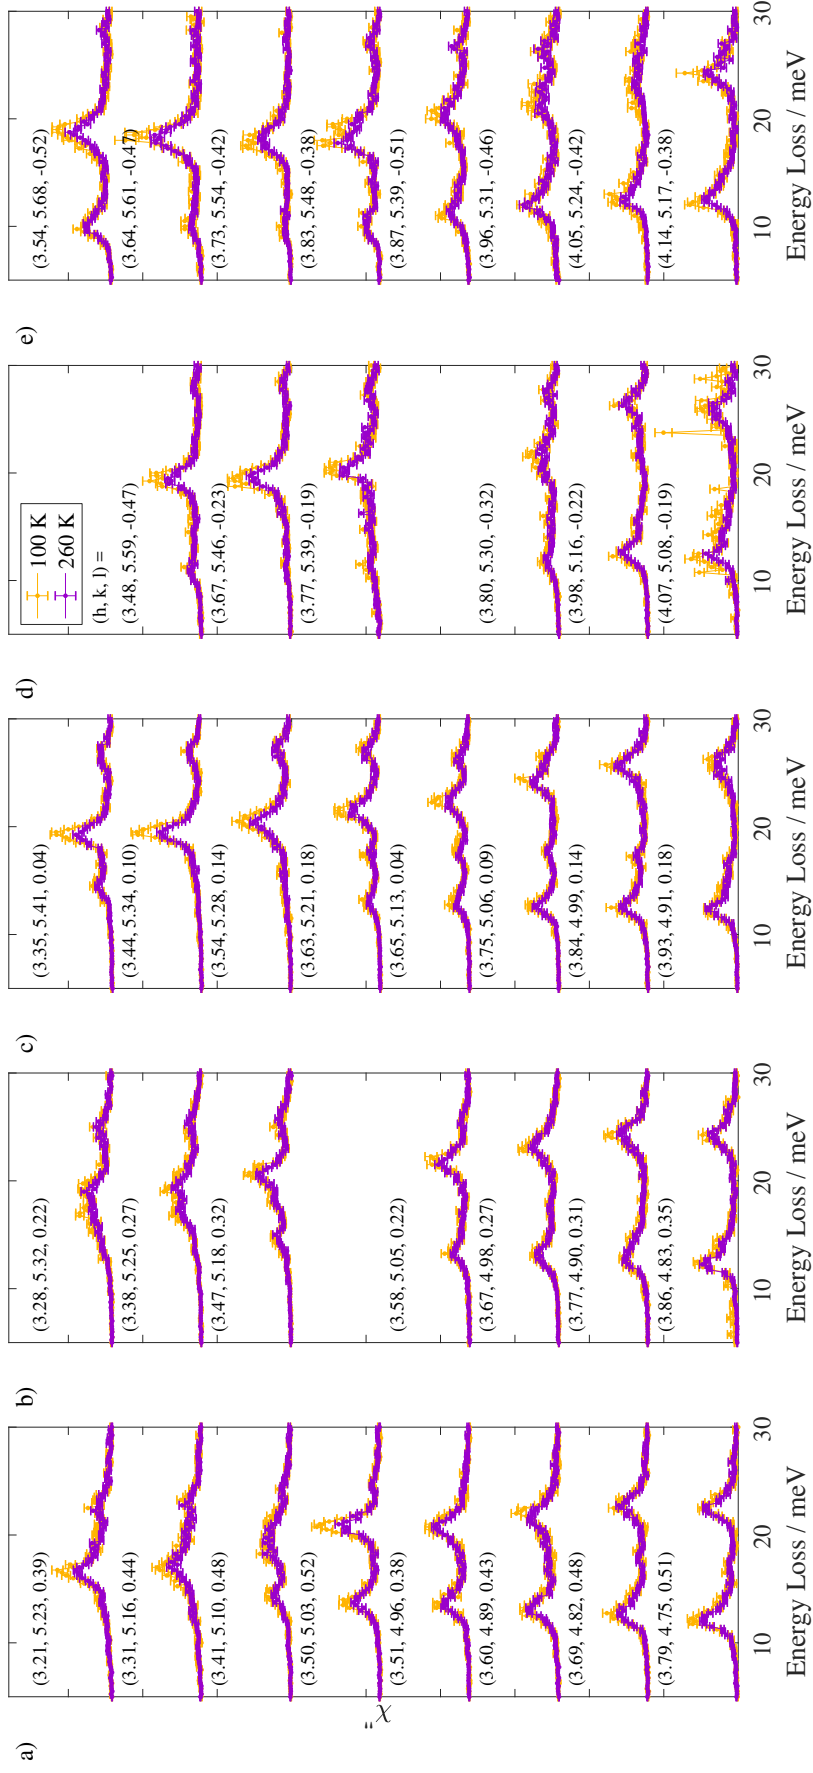 a)
χ''
(3.21, 5.23, 0.39)
(3.31, 5.16, 0.44)
(3.41, 5.10, 0.48)
(3.50, 5.03, 0.52)
(3.51, 4.96, 0.38)
(3.60, 4.89, 0.43)
(3.69, 4.82, 0.48)
(3.79, 4.75, 0.51)
10 20 30
Energy Loss / meV
b)
(3.28, 5.32, 0.22)
(3.38, 5.25, 0.27)
(3.47, 5.18, 0.32)
(3.58, 5.05, 0.22)
(3.67, 4.98, 0.27)
(3.77, 4.90, 0.31)
(3.86, 4.83, 0.35)
10 20 30
Energy Loss / meV
c)
(3.35, 5.41, 0.04)
(3.44, 5.34, 0.10)
(3.54, 5.28, 0.14)
(3.63, 5.21, 0.18)
(3.65, 5.13, 0.04)
(3.75, 5.06, 0.09)
(3.84, 4.99, 0.14)
(3.93, 4.91, 0.18)
10 20 30
Energy Loss / meV
d)
100 K
260 K
(h, k, l) =
(3.48, 5.59, -0.47)
(3.67, 5.46, -0.23)
(3.77, 5.39, -0.19)
(3.80, 5.30, -0.32)
(3.98, 5.16, -0.22)
(4.07, 5.08, -0.19)
10 20 30
Energy Loss / meV
e)
(3.54, 5.68, -0.52)
(3.64, 5.61, -0.47)
(3.73, 5.54, -0.42)
(3.83, 5.48, -0.38)
(3.87, 5.39, -0.51)
(3.96, 5.31, -0.46)
(4.05, 5.24, -0.42)
(4.14, 5.17, -0.38)
10 20 30
Energy Loss / meV